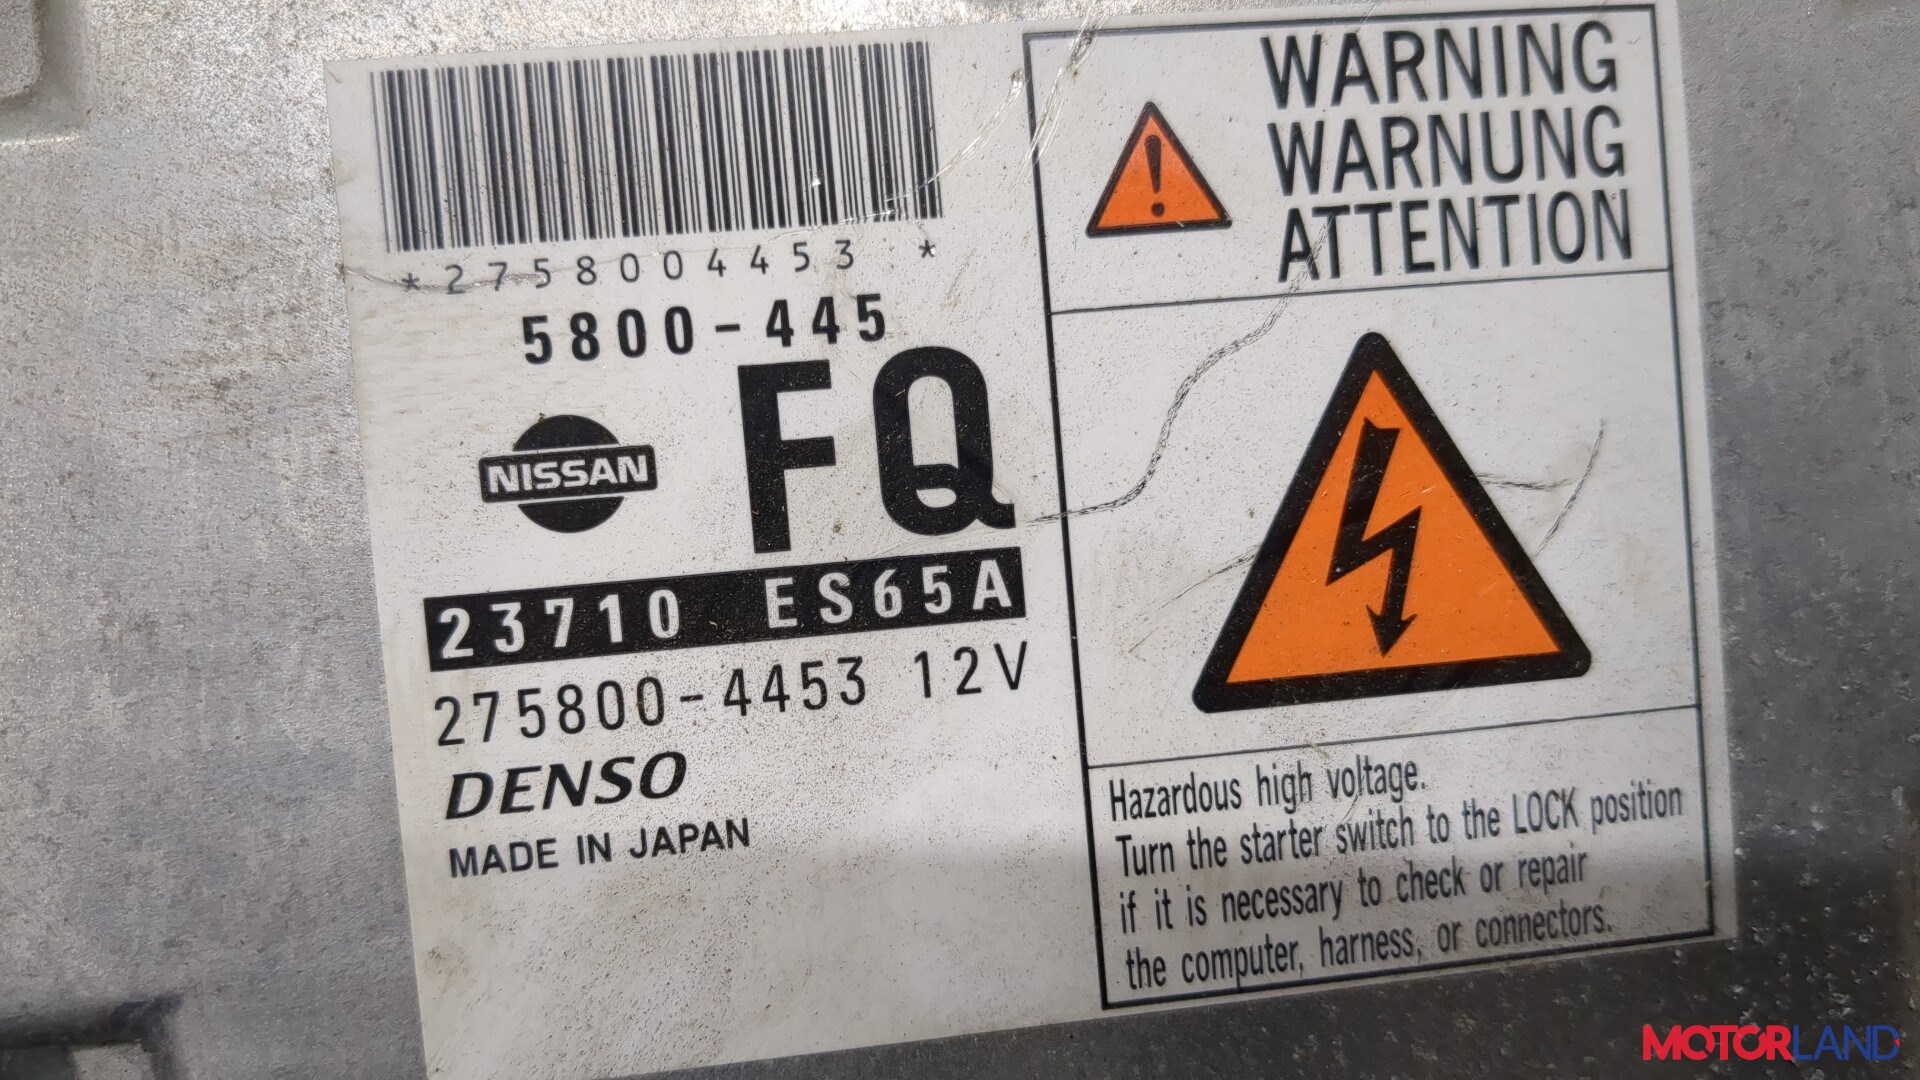 *2758004453*
5800-445
NISSAN
FQ
23710 ES65A
275800-4453 12V
DENSO
MADE IN JAPAN
WARNING
WARNUNG
ATTENTION
Hazardous high voltage.
Turn the starter switch to the LOCK position
if it is necessary to check or repair
the computer, harness, or connectors.
MOTORLAND